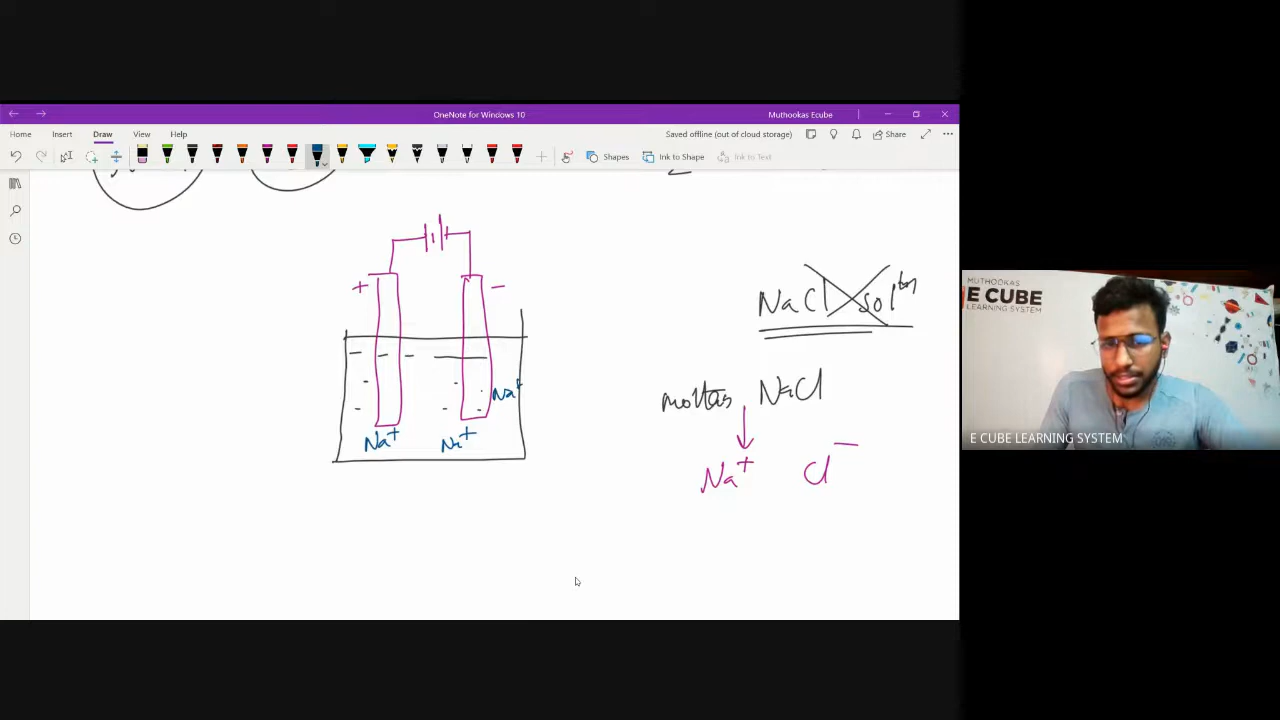 OneNote for Windows 10
Muthookas Ecube
Home Insert Draw View Help
Saved offline (out of cloud storage)
Share
Shapes
Ink to Shape
Ink to Text
+
−
NaCl
moltan NaCl
Na+ Cl−
Na+
Na+ Na+
MUTHOOKAS
E CUBE
LEARNING SYSTEM
E CUBE LEARNING SYSTEM